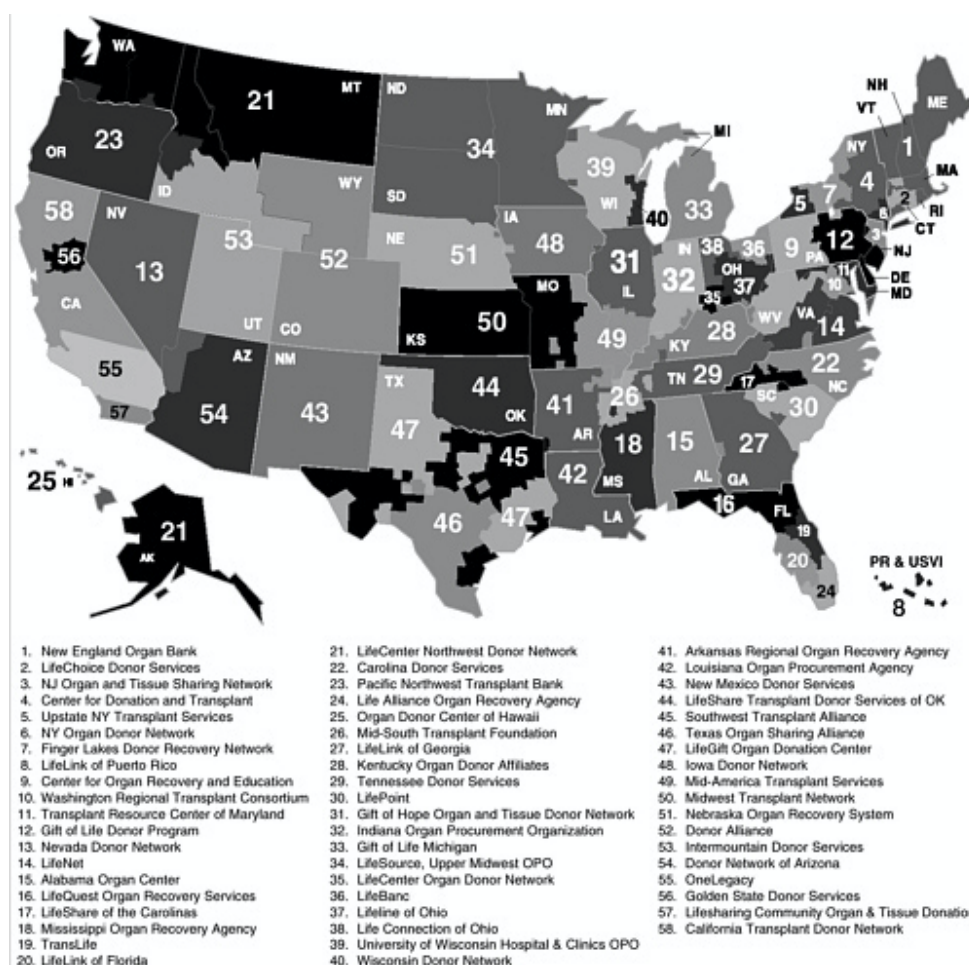 WA
MT
ND
MN
MI
NH
VT
ME
21
23
OR
34
39
WI
40
33
NY
4
1
MA
5
7
2
6
RI
CT
ID
WY
SD
58
NV
56
53
13
IA
48
NE
51
52
31
IL
IN
32
38
36
OH
37
35
9
PA
12
3
NJ
DE
MD
11
10
CA
UT
CO
KS
50
MO
49
KY
28
WV
VA
14
55
57
AZ
54
NM
43
TX
47
44
OK
41
AR
26
TN
29
17
22
NC
SC
30
18
MS
15
AL
27
GA
45
46
47
42
LA
16
FL
19
20
24
25 HI
21
AK
PR & USVI
8
1. New England Organ Bank
2. LifeChoice Donor Services
3. NJ Organ and Tissue Sharing Network
4. Center for Donation and Transplant
5. Upstate NY Transplant Services
6. NY Organ Donor Network
7. Finger Lakes Donor Recovery Network
8. LifeLink of Puerto Rico
9. Center for Organ Recovery and Education
10. Washington Regional Transplant Consortium
11. Transplant Resource Center of Maryland
12. Gift of Life Donor Program
13. Nevada Donor Network
14. LifeNet
15. Alabama Organ Center
16. LifeQuest Organ Recovery Services
17. LifeShare of the Carolinas
18. Mississippi Organ Recovery Agency
19. TransLife
20. LifeLink of Florida
21. LifeCenter Northwest Donor Network
22. Carolina Donor Services
23. Pacific Northwest Transplant Bank
24. Life Alliance Organ Recovery Agency
25. Organ Donor Center of Hawaii
26. Mid-South Transplant Foundation
27. LifeLink of Georgia
28. Kentucky Organ Donor Affiliates
29. Tennessee Donor Services
30. LifePoint
31. Gift of Hope Organ and Tissue Donor Network
32. Indiana Organ Procurement Organization
33. Gift of Life Michigan
34. LifeSource, Upper Midwest OPO
35. LifeCenter Organ Donor Network
36. LifeBanc
37. Lifeline of Ohio
38. Life Connection of Ohio
39. University of Wisconsin Hospital & Clinics OPO
40. Wisconsin Donor Network
41. Arkansas Regional Organ Recovery Agency
42. Louisiana Organ Procurement Agency
43. New Mexico Donor Services
44. LifeShare Transplant Donor Services of OK
45. Southwest Transplant Alliance
46. Texas Organ Sharing Alliance
47. LifeGift Organ Donation Center
48. Iowa Donor Network
49. Mid-America Transplant Services
50. Midwest Transplant Network
51. Nebraska Organ Recovery System
52. Donor Alliance
53. Intermountain Donor Services
54. Donor Network of Arizona
55. OneLegacy
56. Golden State Donor Services
57. Lifesharing Community Organ & Tissue Donatio
58. California Transplant Donor Network